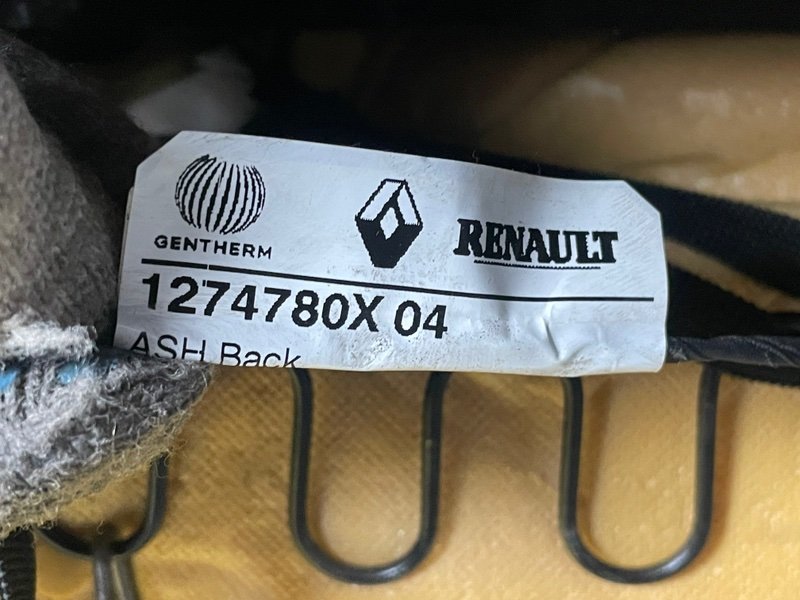 GENTHERM
RENAULT
1274780X 04
ASH Back